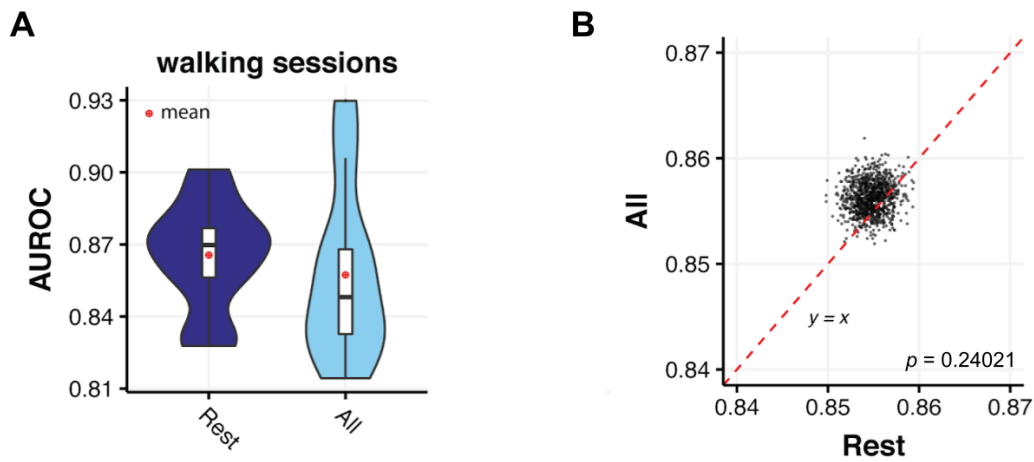 A
walking sessions
mean
AUROC
0.93
0.90
0.87
0.84
0.81
Rest
All
B
All
0.87
0.86
0.85
0.84
y = x
p = 0.24021
0.84
0.85
0.86
0.87
Rest